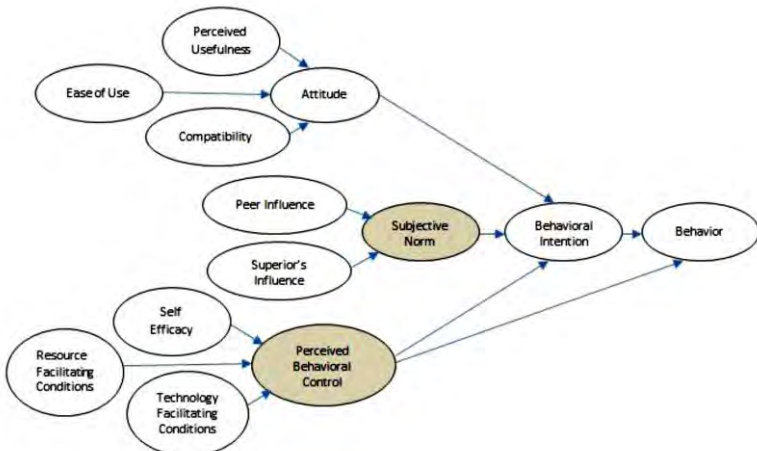 Perceived
Usefulness
Ease of Use
Attitude
Compatibility
Peer Influence
Subjective
Norm
Behavioral
Intention
Behavior
Superior's
Influence
Self
Efficacy
Resource
Facilitating
Conditions
Perceived
Behavioral
Control
Technology
Facilitating
Conditions